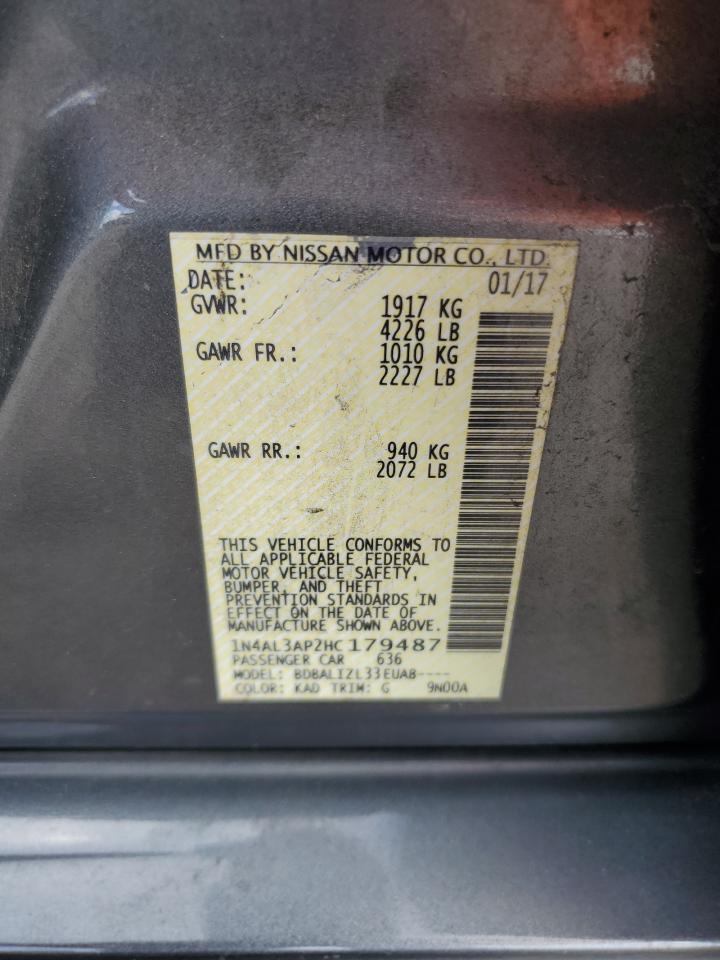 MFD BY NISSAN MOTOR CO., LTD.
DATE: 01/17
GVWR: 1917 KG
4226 LB
GAWR FR.: 1010 KG
2227 LB
GAWR RR.: 940 KG
2072 LB
THIS VEHICLE CONFORMS TO
ALL APPLICABLE FEDERAL
MOTOR VEHICLE SAFETY,
BUMPER, AND THEFT
PREVENTION STANDARDS IN
EFFECT ON THE DATE OF
MANUFACTURE SHOWN ABOVE.
1N4AL3AP2HC179487
PASSENGER CAR 636
MODEL: BDBALIZL33EUA8----
COLOR: KAD TRIM: G 9N00A